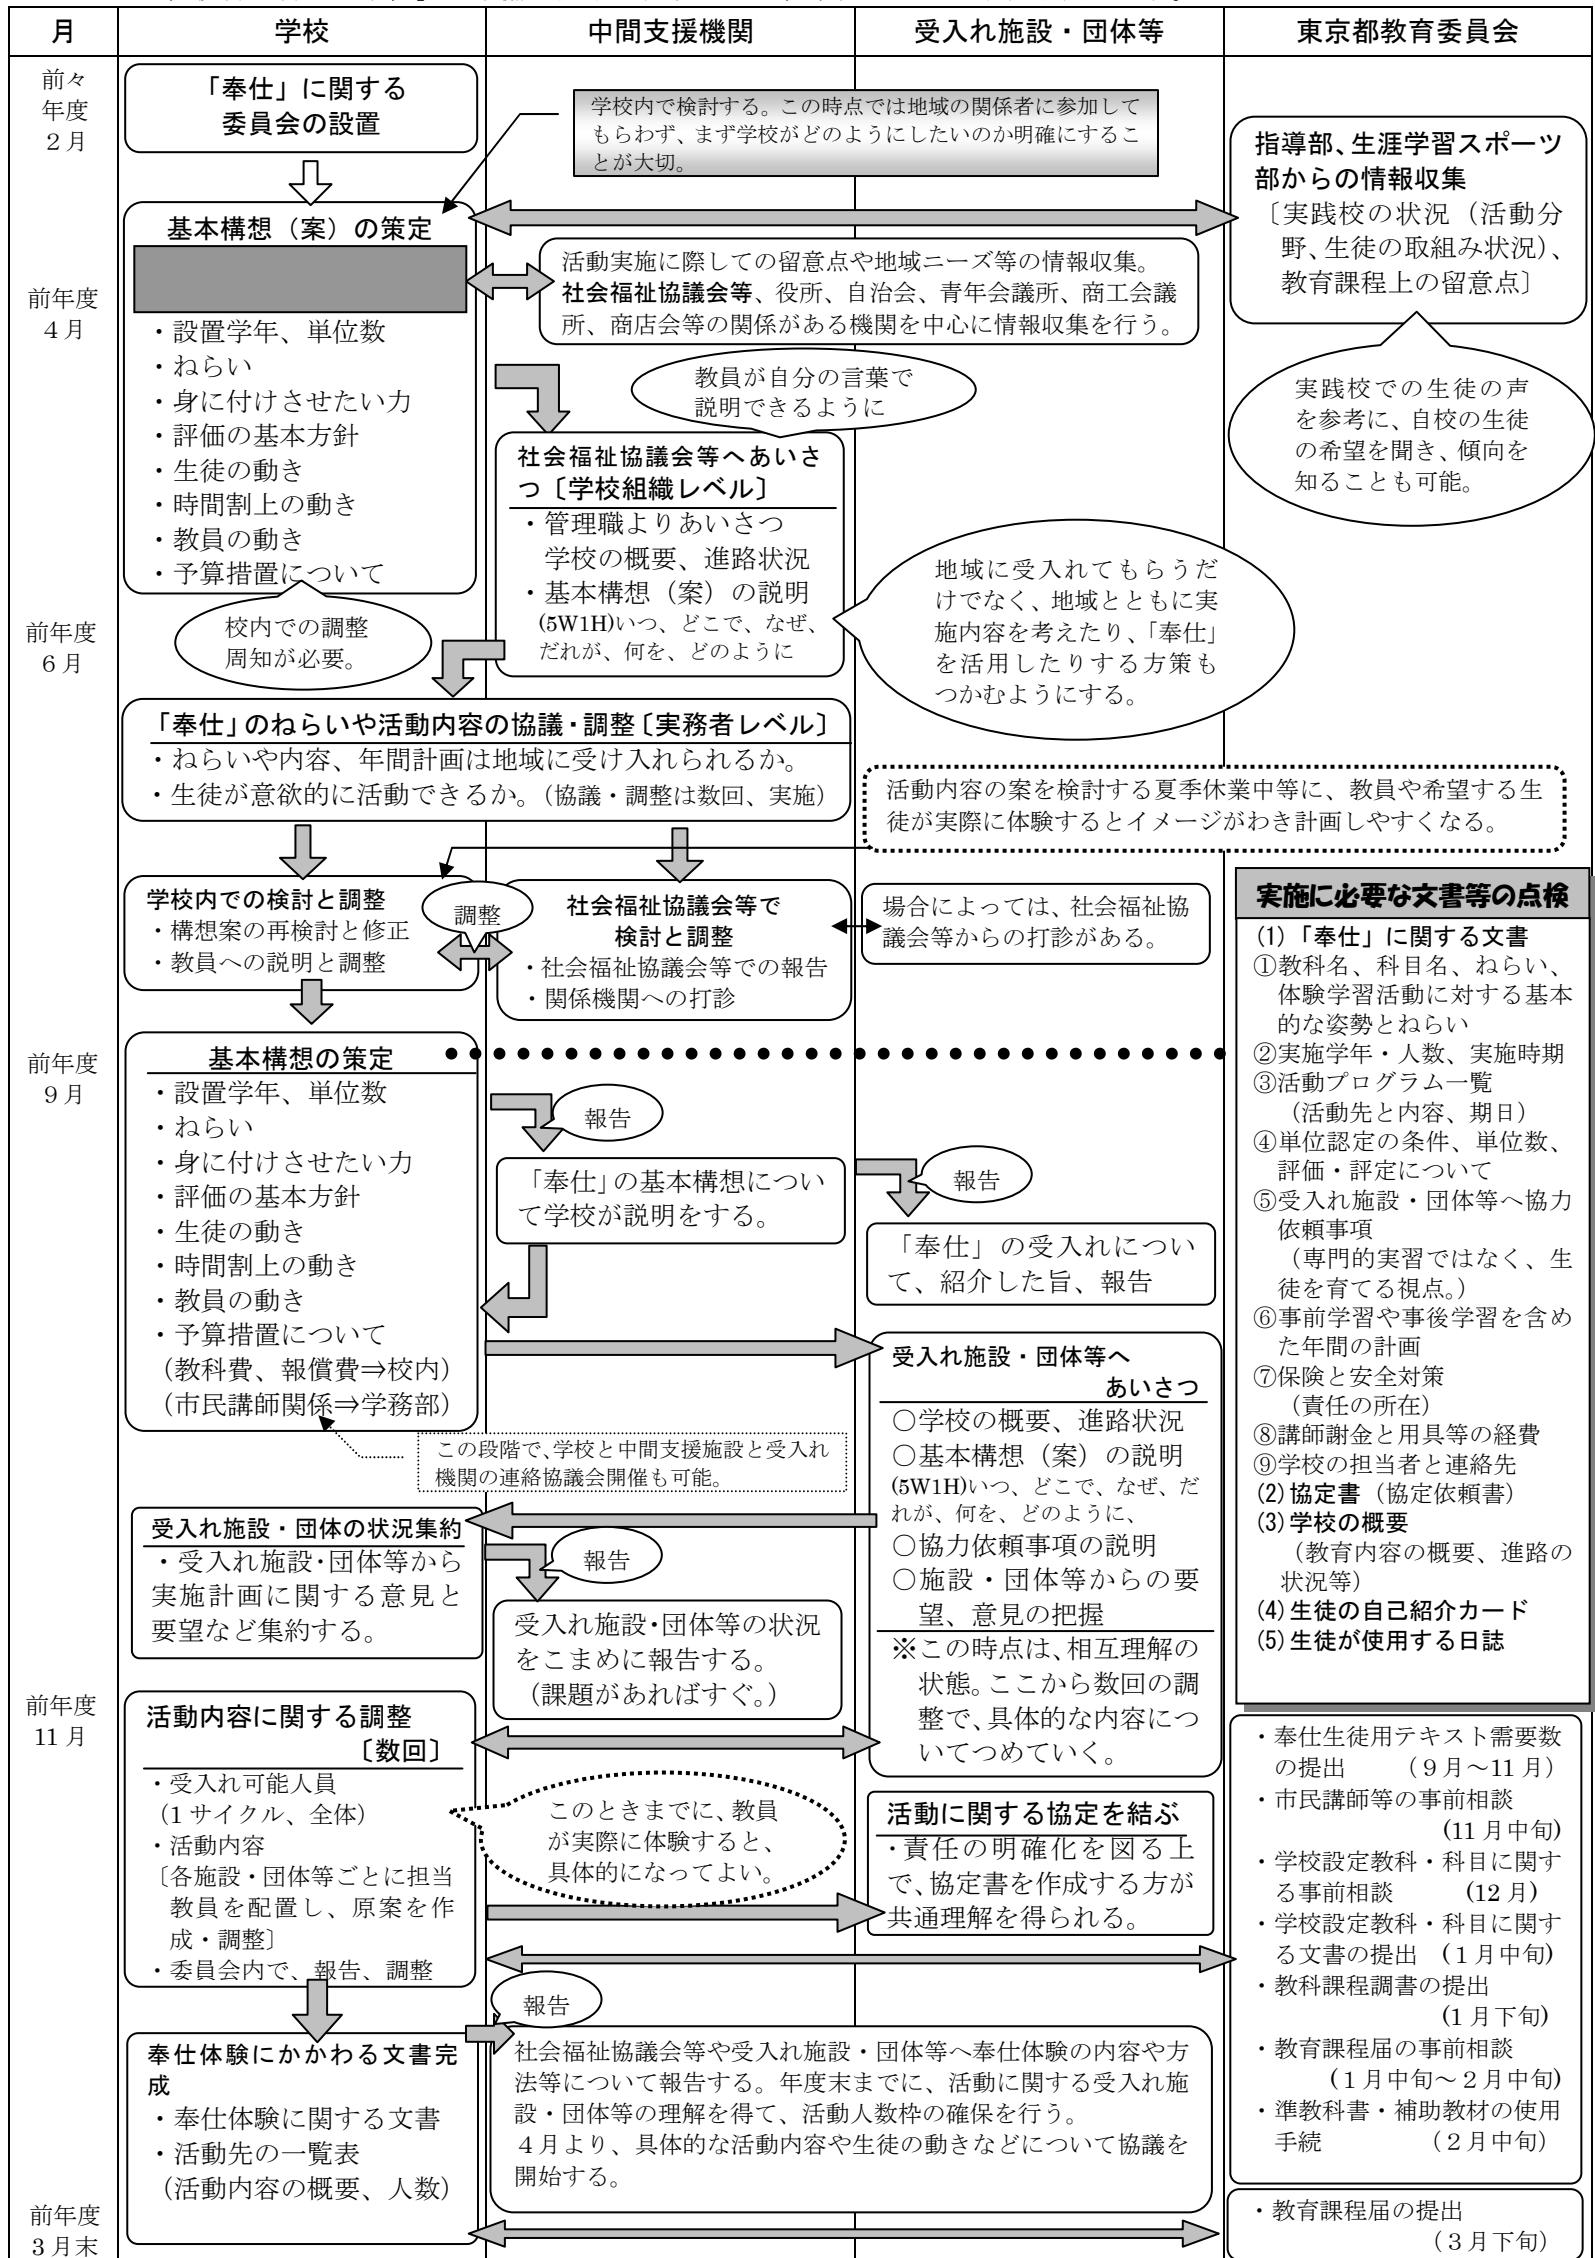 月
学校
中間支援機関
受入れ施設・団体等
東京都教育委員会
前々
年度
２月
「奉仕」に関する
委員会の設置
学校内で検討する。この時点では地域の関係者に参加して
もらわず、まず学校がどのようにしたいのか明確にするこ
とが大切。
指導部、生涯学習スポーツ
部からの情報収集
〔実践校の状況（活動分
野、生徒の取組み状況）、
教育課程上の留意点〕
基本構想（案）の策定
活動実施に際しての留意点や地域ニーズ等の情報収集。
社会福祉協議会等、役所、自治会、青年会議所、商工会議
所、商店会等の関係がある機関を中心に情報収集を行う。
前年度
４月
・設置学年、単位数
・ねらい
・身に付けさせたい力
・評価の基本方針
・生徒の動き
・時間割上の動き
・教員の動き
・予算措置について
教員が自分の言葉で
説明できるように
実践校での生徒の声
を参考に、自校の生徒
の希望を聞き、傾向を
知ることも可能。
社会福祉協議会等へあいさ
つ〔学校組織レベル〕
・管理職よりあいさつ
学校の概要、進路状況
・基本構想（案）の説明
(5W1H)いつ、どこで、なぜ、
だれが、何を、どのように
地域に受入れてもらうだ
けでなく、地域とともに実
施内容を考えたり、「奉仕」
を活用したりする方策も
つかむようにする。
校内での調整
周知が必要。
前年度
６月
「奉仕」のねらいや活動内容の協議・調整〔実務者レベル〕
・ねらいや内容、年間計画は地域に受け入れられるか。
・生徒が意欲的に活動できるか。（協議・調整は数回、実施）
活動内容の案を検討する夏季休業中等に、教員や希望する生
徒が実際に体験するとイメージがわき計画しやすくなる。
学校内での検討と調整
・構想案の再検討と修正
・教員への説明と調整
調整
社会福祉協議会等で
検討と調整
・社会福祉協議会等での報告
・関係機関への打診
場合によっては、社会福祉協
議会等からの打診がある。
実施に必要な文書等の点検
(1)「奉仕」に関する文書
①教科名、科目名、ねらい、
体験学習活動に対する基本
的な姿勢とねらい
②実施学年・人数、実施時期
③活動プログラム一覧
（活動先と内容、期日）
④単位認定の条件、単位数、
評価・評定について
⑤受入れ施設・団体等へ協力
依頼事項
（専門的実習ではなく、生
徒を育てる視点。）
⑥事前学習や事後学習を含め
た年間の計画
⑦保険と安全対策
（責任の所在）
⑧講師謝金と用具等の経費
⑨学校の担当者と連絡先
(2)協定書（協定依頼書）
(3)学校の概要
（教育内容の概要、進路の
状況等）
(4)生徒の自己紹介カード
(5)生徒が使用する日誌
前年度
９月
基本構想の策定
・設置学年、単位数
・ねらい
・身に付けさせたい力
・評価の基本方針
・生徒の動き
・時間割上の動き
・教員の動き
・予算措置について
（教科費、報償費⇒校内）
（市民講師関係⇒学務部）
報告
「奉仕」の基本構想につい
て学校が説明をする。
報告
「奉仕」の受入れについ
て、紹介した旨、報告
この段階で、学校と中間支援施設と受入れ
機関の連絡協議会開催も可能。
受入れ施設・団体等へ
あいさつ
○学校の概要、進路状況
○基本構想（案）の説明
(5W1H)いつ、どこで、なぜ、だ
れが、何を、どのように、
○協力依頼事項の説明
○施設・団体等からの要
望、意見の把握
※この時点は、相互理解の
状態。ここから数回の調
整で、具体的な内容につ
いてつめていく。
受入れ施設・団体の状況集約
・受入れ施設・団体等から
実施計画に関する意見と
要望など集約する。
報告
受入れ施設・団体等の状況
をこまめに報告する。
（課題があればすぐ。）
前年度
11月
活動内容に関する調整
〔数回〕
・受入れ可能人員
（1サイクル、全体）
・活動内容
〔各施設・団体等ごとに担当
教員を配置し、原案を作
成・調整〕
・委員会内で、報告、調整
このときまでに、教員
が実際に体験すると、
具体的になってよい。
活動に関する協定を結ぶ
・責任の明確化を図る上
で、協定書を作成する方が
共通理解を得られる。
・奉仕生徒用テキスト需要数
の提出　（９月～11月）
・市民講師等の事前相談
(11月中旬)
・学校設定教科・科目に関す
る事前相談　(12月)
・学校設定教科・科目に関す
る文書の提出　(１月中旬)
・教科課程調書の提出
(１月下旬)
・教育課程届の事前相談
(１月中旬～２月中旬)
・準教科書・補助教材の使用
手続　（２月中旬）
報告
奉仕体験にかかわる文書完
成
・奉仕体験に関する文書
・活動先の一覧表
（活動内容の概要、人数）
社会福祉協議会等や受入れ施設・団体等へ奉仕体験の内容や方
法等について報告する。年度末までに、活動に関する受入れ施
設・団体等の理解を得て、活動人数枠の確保を行う。
４月より、具体的な活動内容や生徒の動きなどについて協議を
開始する。
前年度
３月末
・教育課程届の提出
（３月下旬）